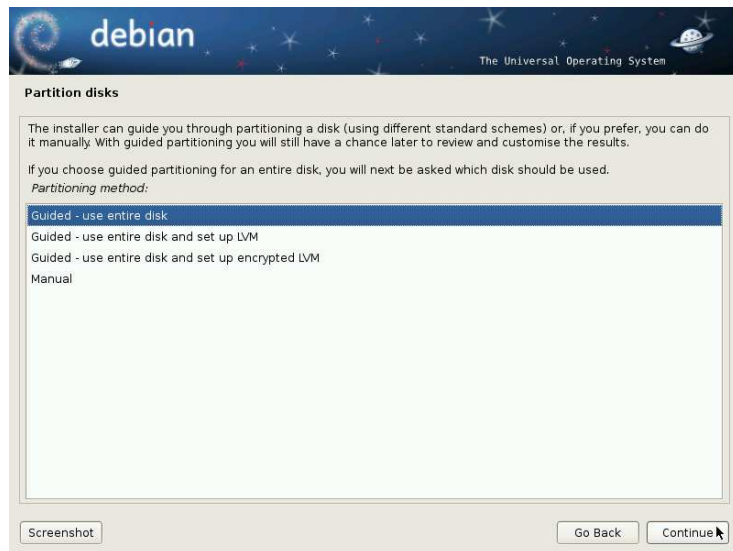 debian
The Universal Operating System
Partition disks
The installer can guide you through partitioning a disk (using different standard schemes) or, if you prefer, you can do
it manually. With guided partitioning you will still have a chance later to review and customise the results.
If you choose guided partitioning for an entire disk, you will next be asked which disk should be used.
Partitioning method:
Guided - use entire disk
Guided - use entire disk and set up LVM
Guided - use entire disk and set up encrypted LVM
Manual
Screenshot
Go Back
Continue